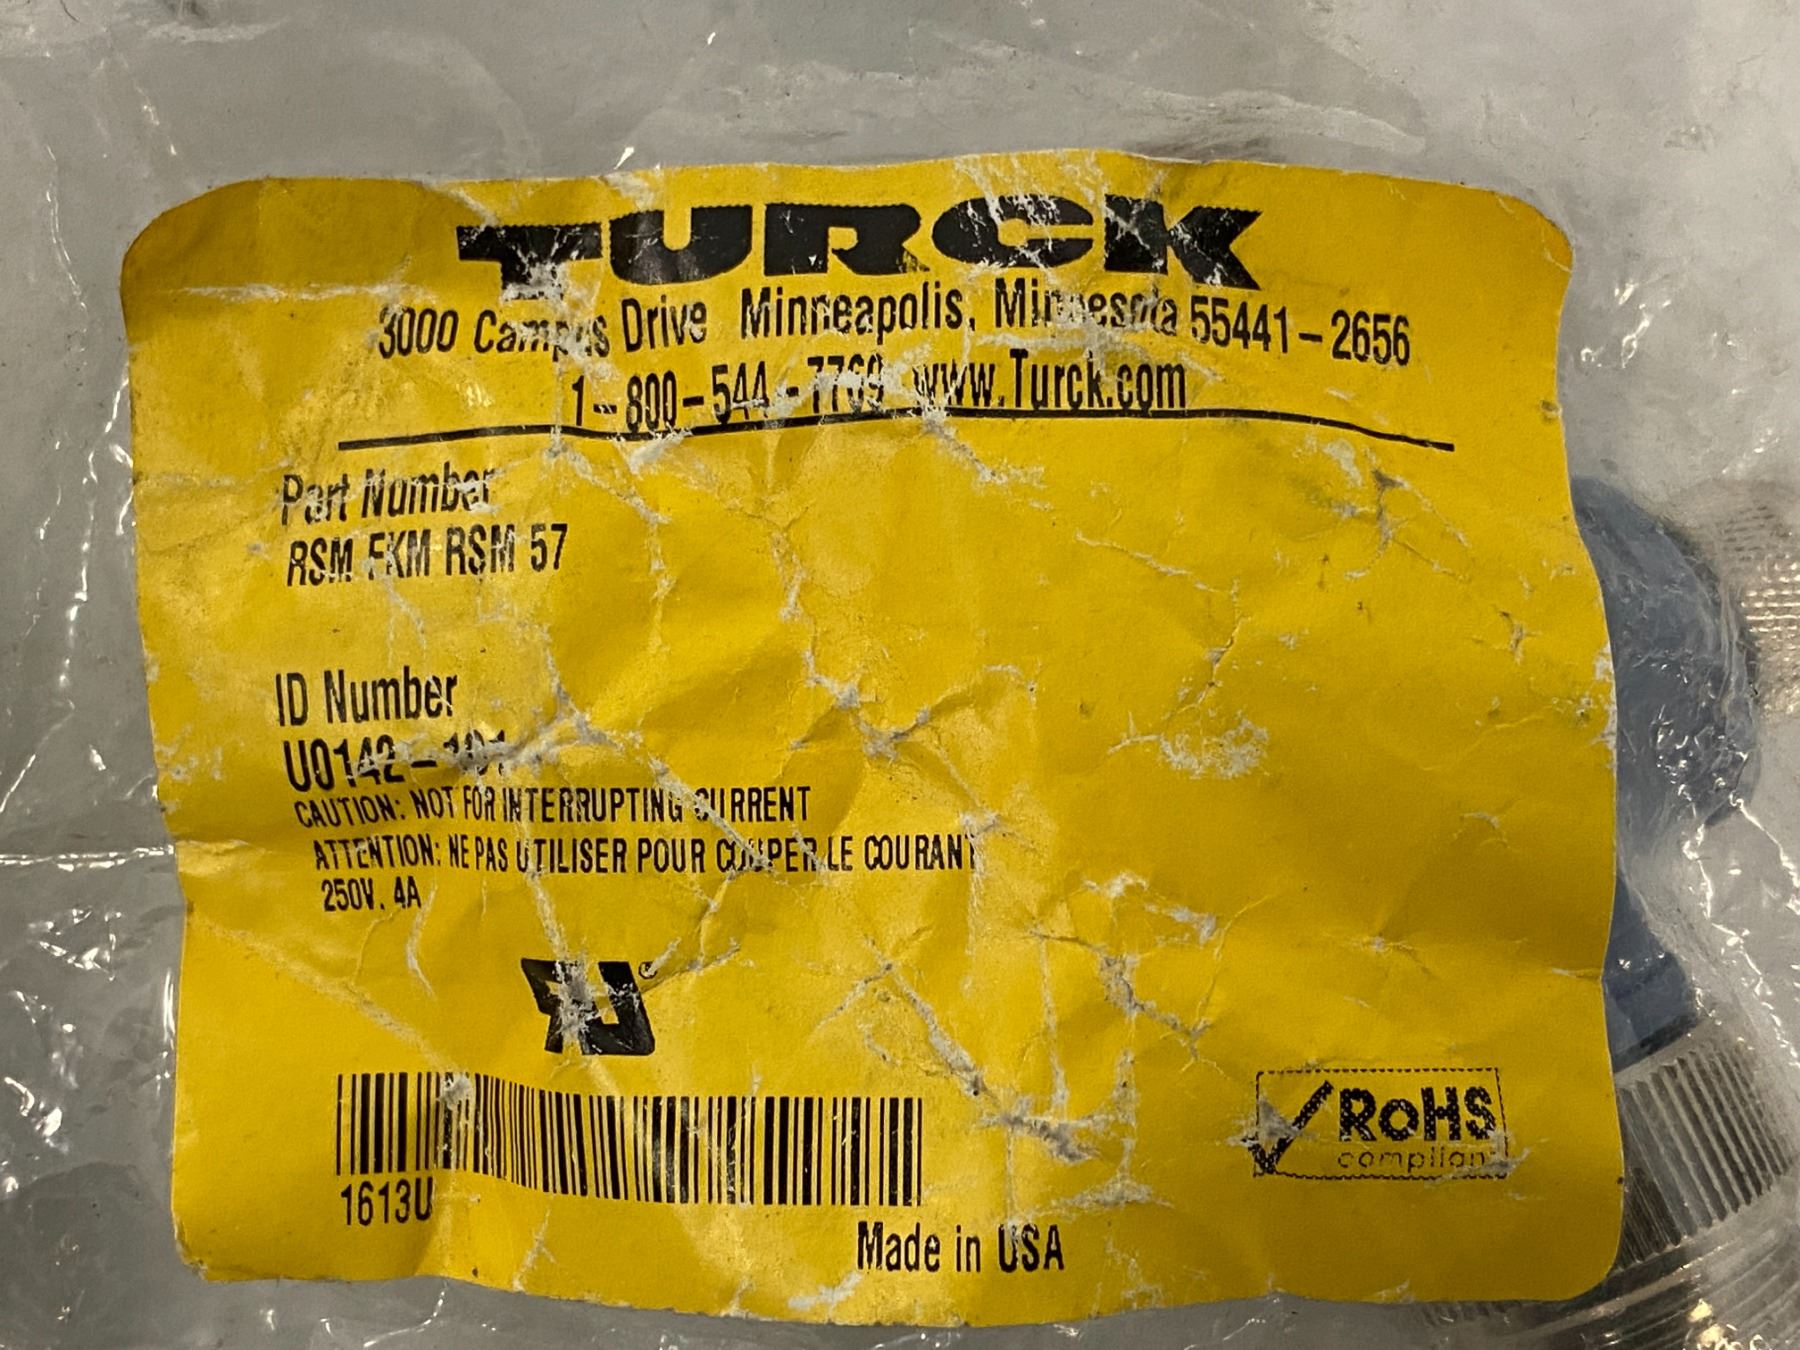 TURCK
3000 Campus Drive Minneapolis, Minnesota 55441-2656
1-800-544-7769 www.Turck.com
Part Number
RSM FKM RSM 57
ID Number
U0142-101
CAUTION: NOT FOR INTERRUPTING CURRENT
ATTENTION: NE PAS UTILISER POUR COUPER LE COURANT
250V. 4A
1613U
Made in USA
RoHS
compliant